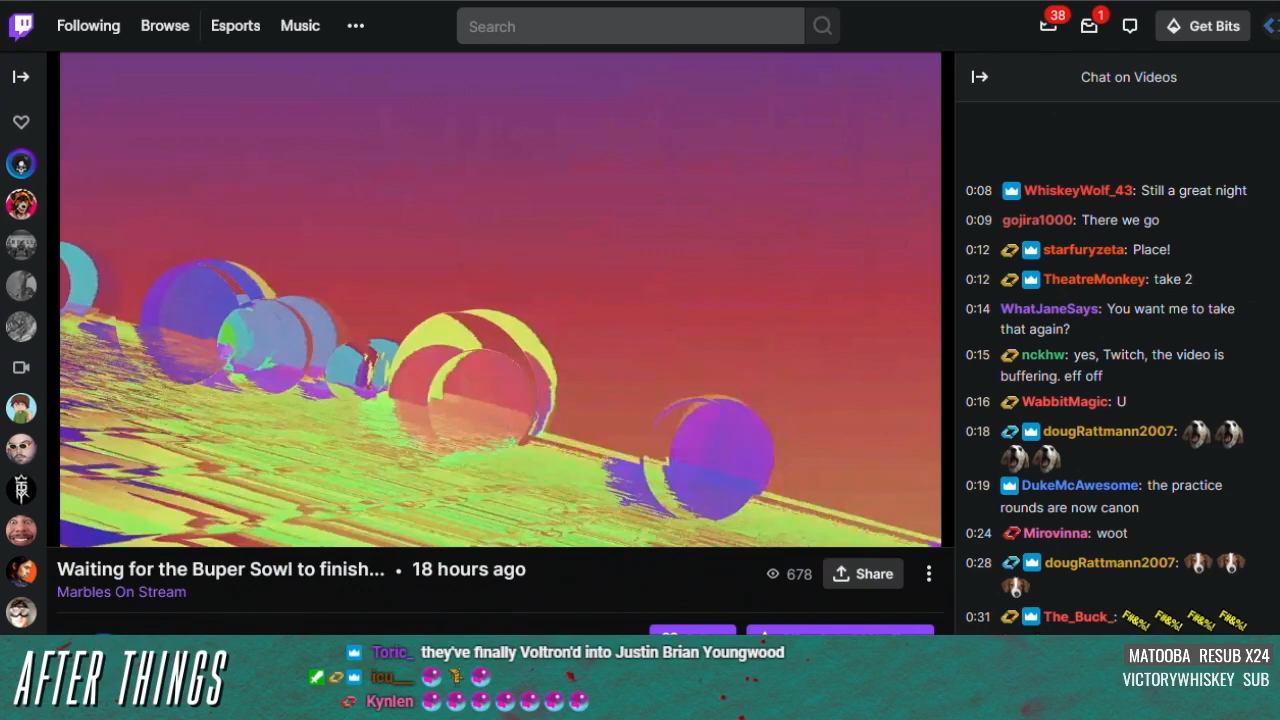 Following Browse Esports Music ••• Search 38 1 Get Bits
Chat on Videos
0:08 WhiskeyWolf_43: Still a great night
0:09 gojira1000: There we go
0:12 starfuryzeta: Place!
0:12 TheatreMonkey: take 2
0:14 WhatJaneSays: You want me to take
that again?
0:15 nckhw: yes, Twitch, the video is
buffering. eff off
0:16 WabbitMagic: U
0:18 dougRattmann2007:
0:19 DukeMcAwesome: the practice
rounds are now canon
0:24 Mirovinna: woot
0:28 dougRattmann2007:
0:31 The_Buck_: F#&%! F#&%! F#&%! F#&%!
Waiting for the Buper Sowl to finish... • 18 hours ago
678 Share
Marbles On Stream
AFTER THINGS
Toric_ they've finally Voltron'd into Justin Brian Youngwood
icu__
Kynlen
MATOOBA RESUB X24
VICTORYWHISKEY SUB